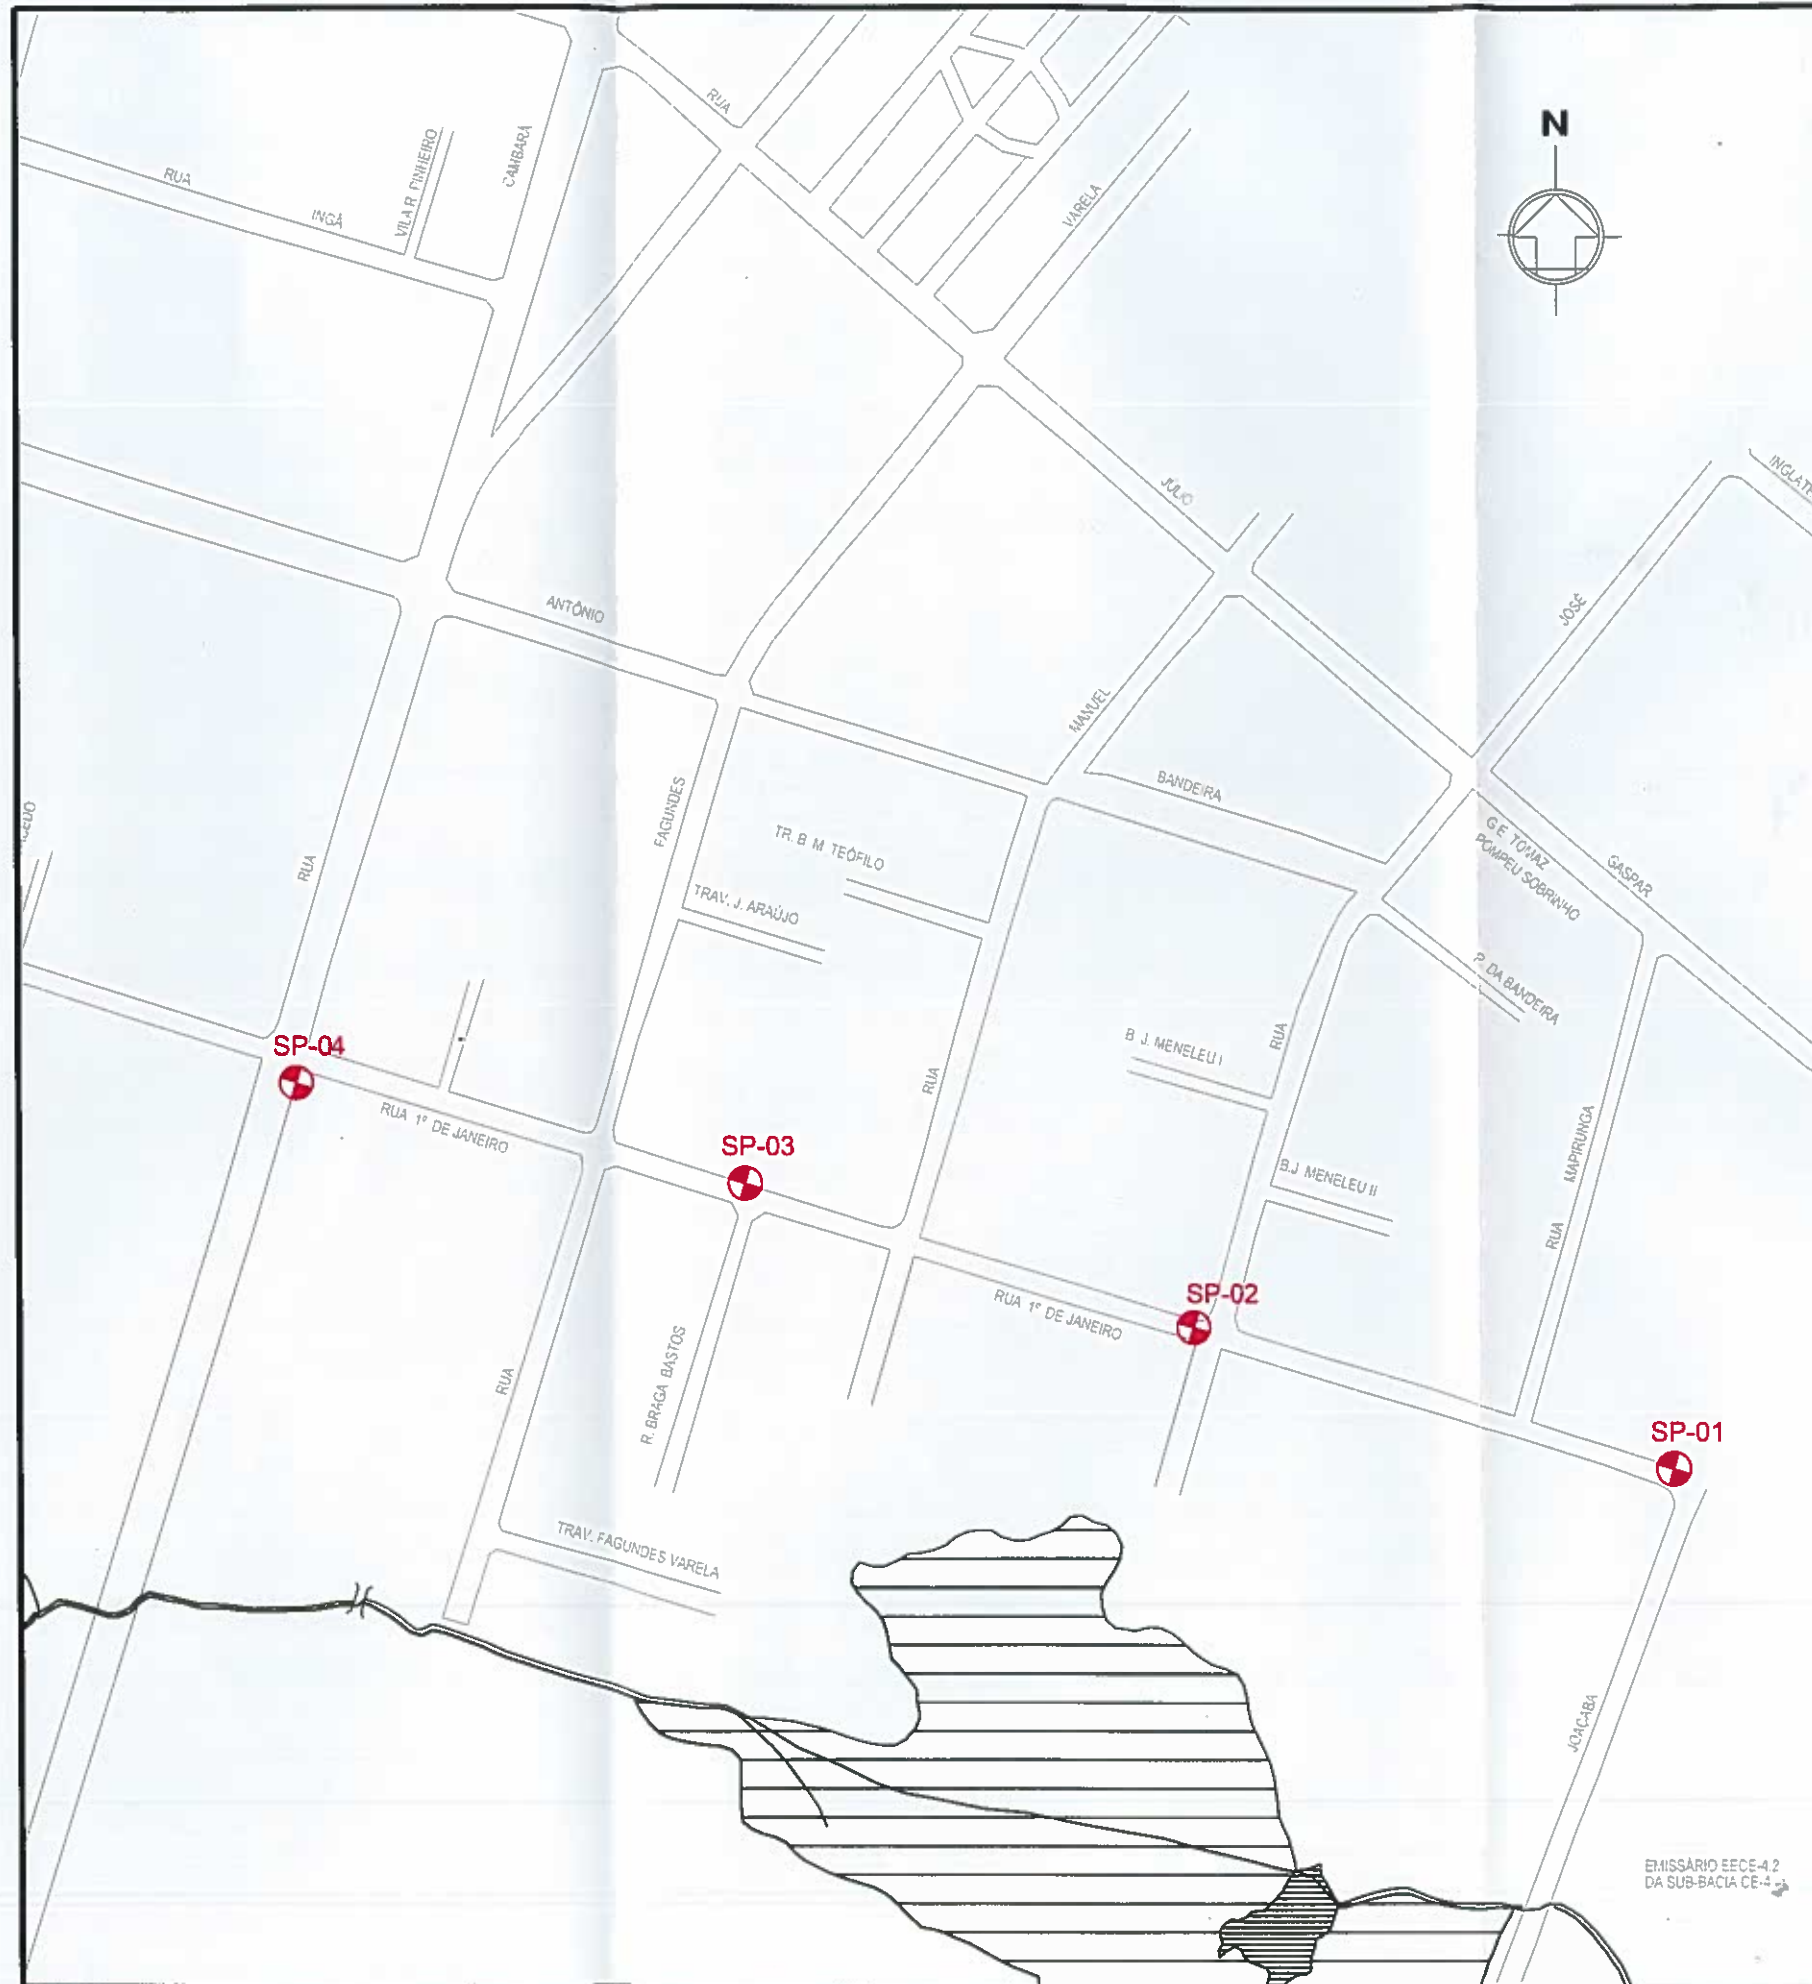 N
RUA
RUA
INGÁ
VILA R. PINHEIRO
CAMBARÁ
VARELA
JÚLIO
ANTÔNIO
JOSÉ
MANUEL
BANDEIRA
FAGUNDES
TR. B M. TEÓFILO
TRAV. J. ARAÚJO
RUA
G.E. TOMAZ
POMPEU SOBRINHO
GASPAR
P. DA BANDEIRA
B J. MENELEU I
RUA
RUA
SP-04
RUA 1º DE JANEIRO
SP-03
MAPIRUNGA
B.J. MENELEU II
RUA
SP-02
RUA 1º DE JANEIRO
RUA
R. BRAGA BASTOS
SP-01
TRAV. FAGUNDES VARELA
JOAÇABA
EMISSÁRIO EECE-4.2
DA SUB-BACIA CE-4